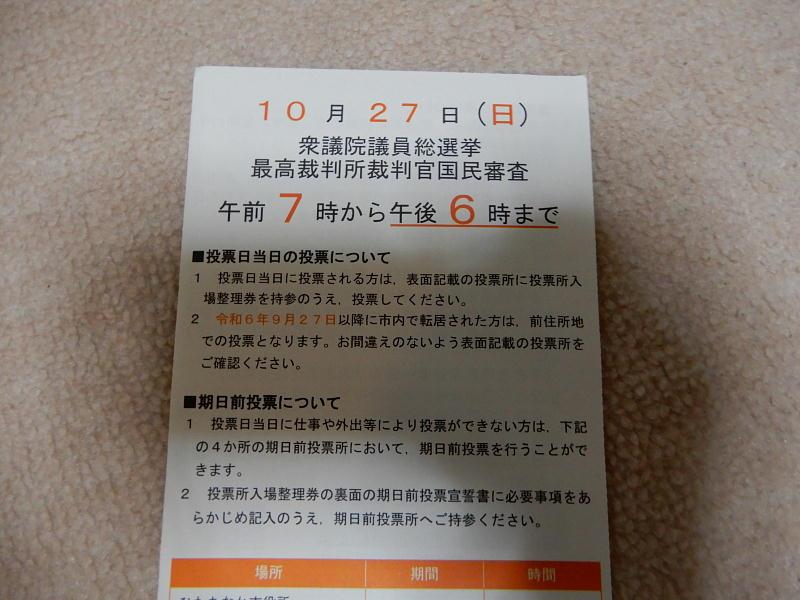 １０ 月 ２７ 日（日）
衆議院議員総選挙
最高裁判所裁判官国民審査
午前 ７ 時から午後 ６ 時まで
■投票日当日の投票について
１　投票日当日に投票される方は，表面記載の投票所に投票所入
場整理券を持参のうえ，投票してください。
２　令和６年９月２７日以降に市内で転居された方は，前住所地
での投票となります。お間違えのないよう表面記載の投票所を
ご確認ください。
■期日前投票について
１　投票日当日に仕事や外出等により投票ができない方は，下記
の４か所の期日前投票所において，期日前投票を行うことがで
きます。
２　投票所入場整理券の裏面の期日前投票宣誓書に必要事項をあ
らかじめ記入のうえ，期日前投票所へご持参ください。
場所　期間　時間